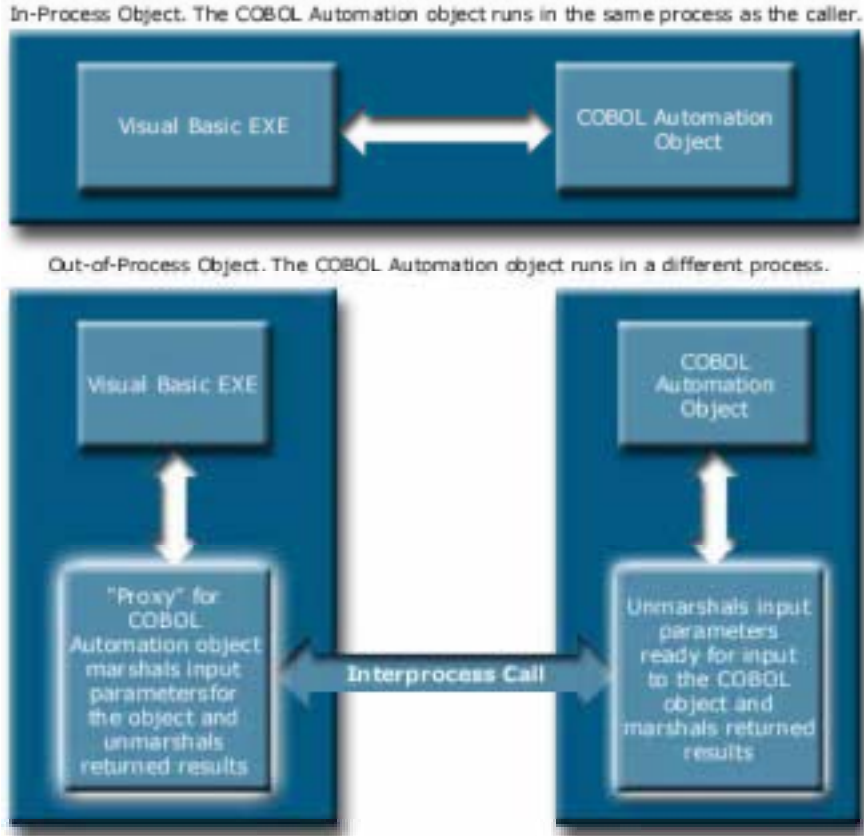 In-Process Object. The COBOL Automation object runs in the same process as the caller.
Visual Basic EXE
COBOL Automation
Object
Out-of-Process Object. The COBOL Automation object runs in a different process.
Visual Basic EXE
COBOL
Automation
Object
"Proxy" for
COBOL
Automation object
marshals input
parametersfor
the object and
unmarshals
returned results
Interprocess Call
Unmarshals input
parameters
ready for input
to the COBOL
object and
marshals returned
results